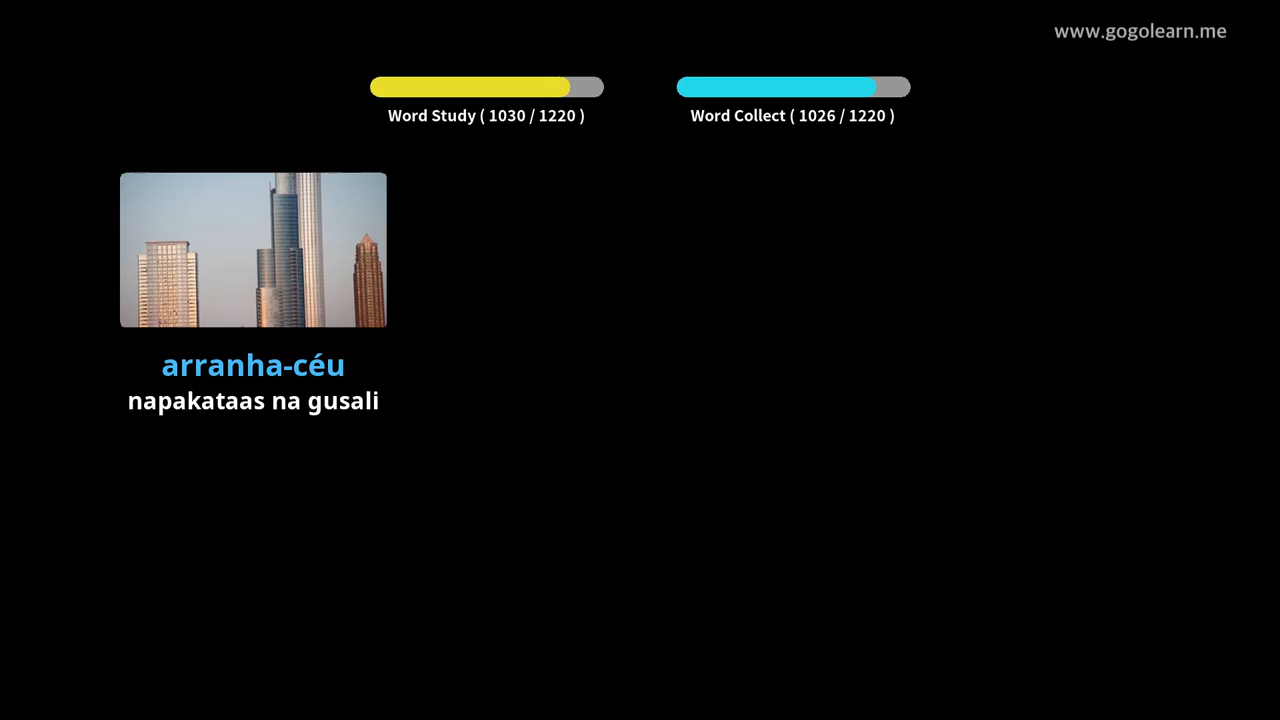 www.gogolearn.me
Word Study ( 1030 / 1220 )
Word Collect ( 1026 / 1220 )
arranha-céu
napakataas na gusali